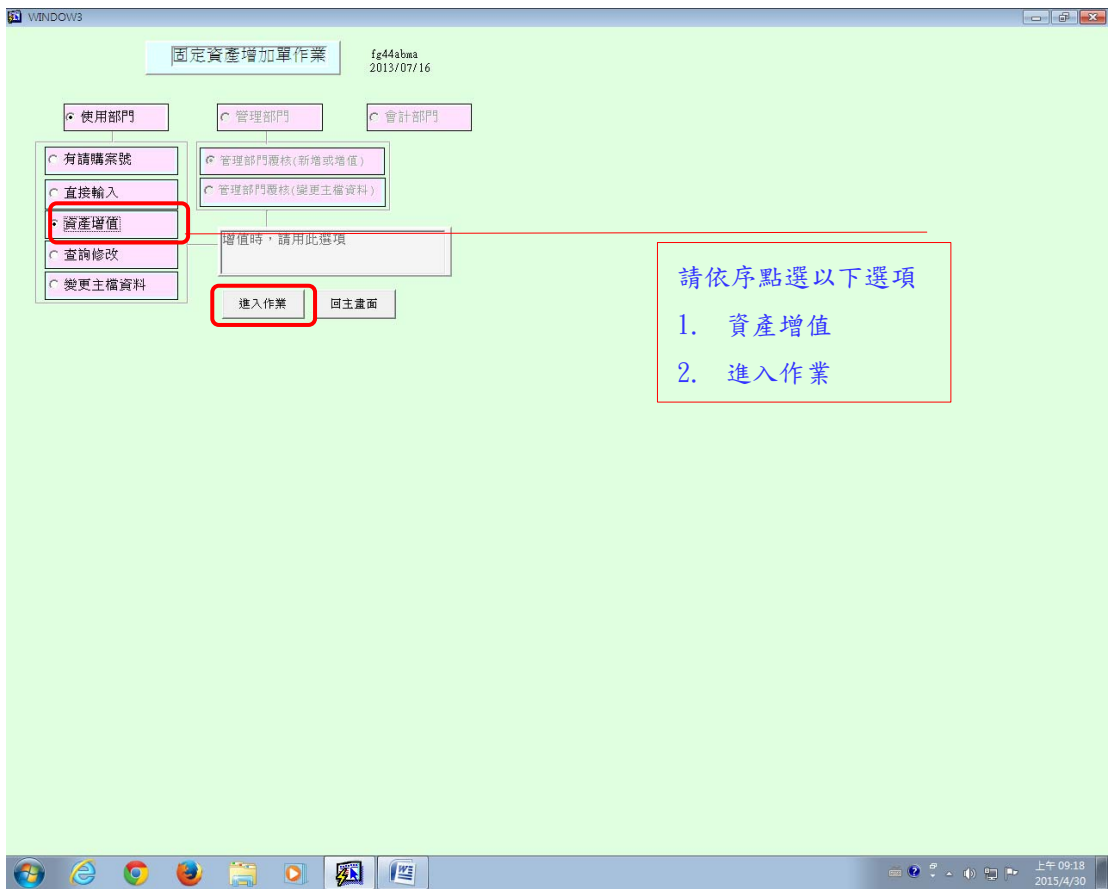 WINDOW3
固定資產增加單作業
fg44abma
2013/07/16
使用部門
管理部門
會計部門
有請購案號
直接輸入
資產增值
查詢修改
變更主檔資料
管理部門覆核(新增或增值)
管理部門覆核(變更主檔資料)
增值時，請用此選項
進入作業
回主畫面
請依序點選以下選項
1. 資產增值
2. 進入作業
上午 09:18
2015/4/30